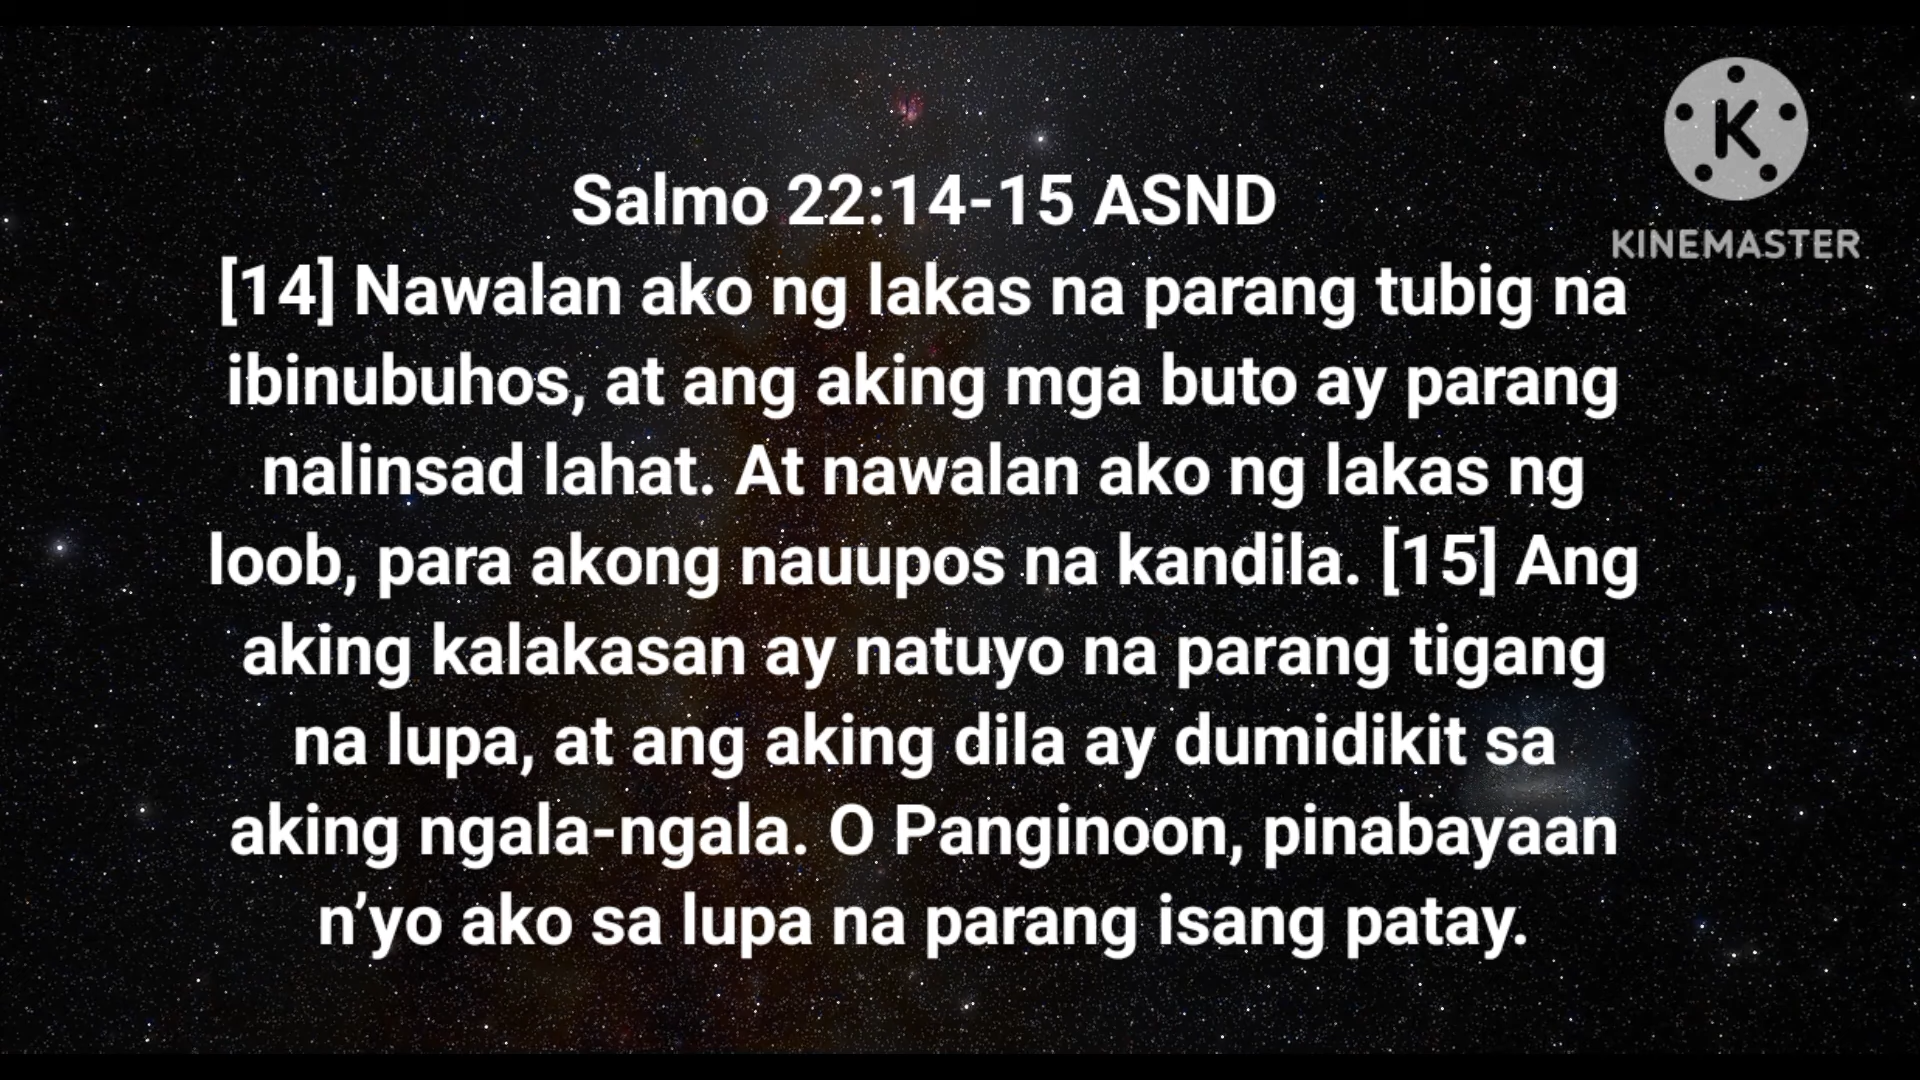 Salmo 22:14-15 ASND
[14] Nawalan ako ng lakas na parang tubig na
ibinubuhos, at ang aking mga buto ay parang
nalinsad lahat. At nawalan ako ng lakas ng
loob, para akong nauupos na kandila. [15] Ang
aking kalakasan ay natuyo na parang tigang
na lupa, at ang aking dila ay dumidikit sa
aking ngala-ngala. O Panginoon, pinabayaan
n’yo ako sa lupa na parang isang patay.
K
KINEMASTER